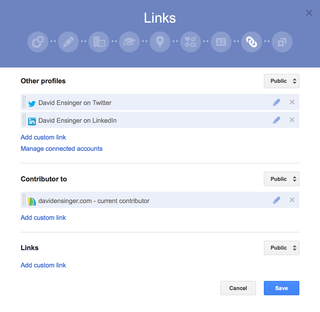 Links
Other profiles
Public
David Ensinger on Twitter
David Ensinger on LinkedIn
Add custom link
Manage connected accounts
Contributor to
Public
davidensinger.com - current contributor
Add custom link
Links
Public
Add custom link
Cancel
Save